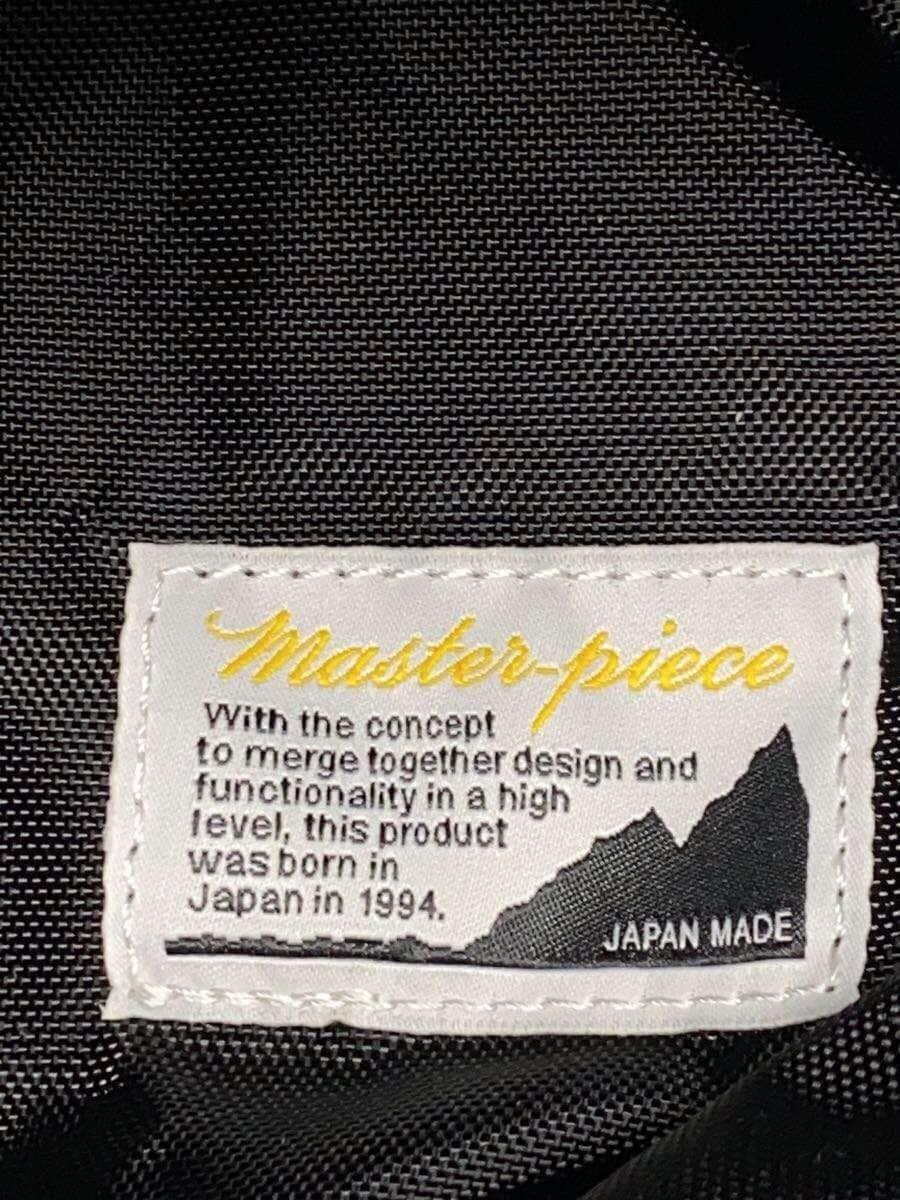 Master-piece
With the concept
to merge together design and
functionality in a high
level, this product
was born in
Japan in 1994.
JAPAN MADE